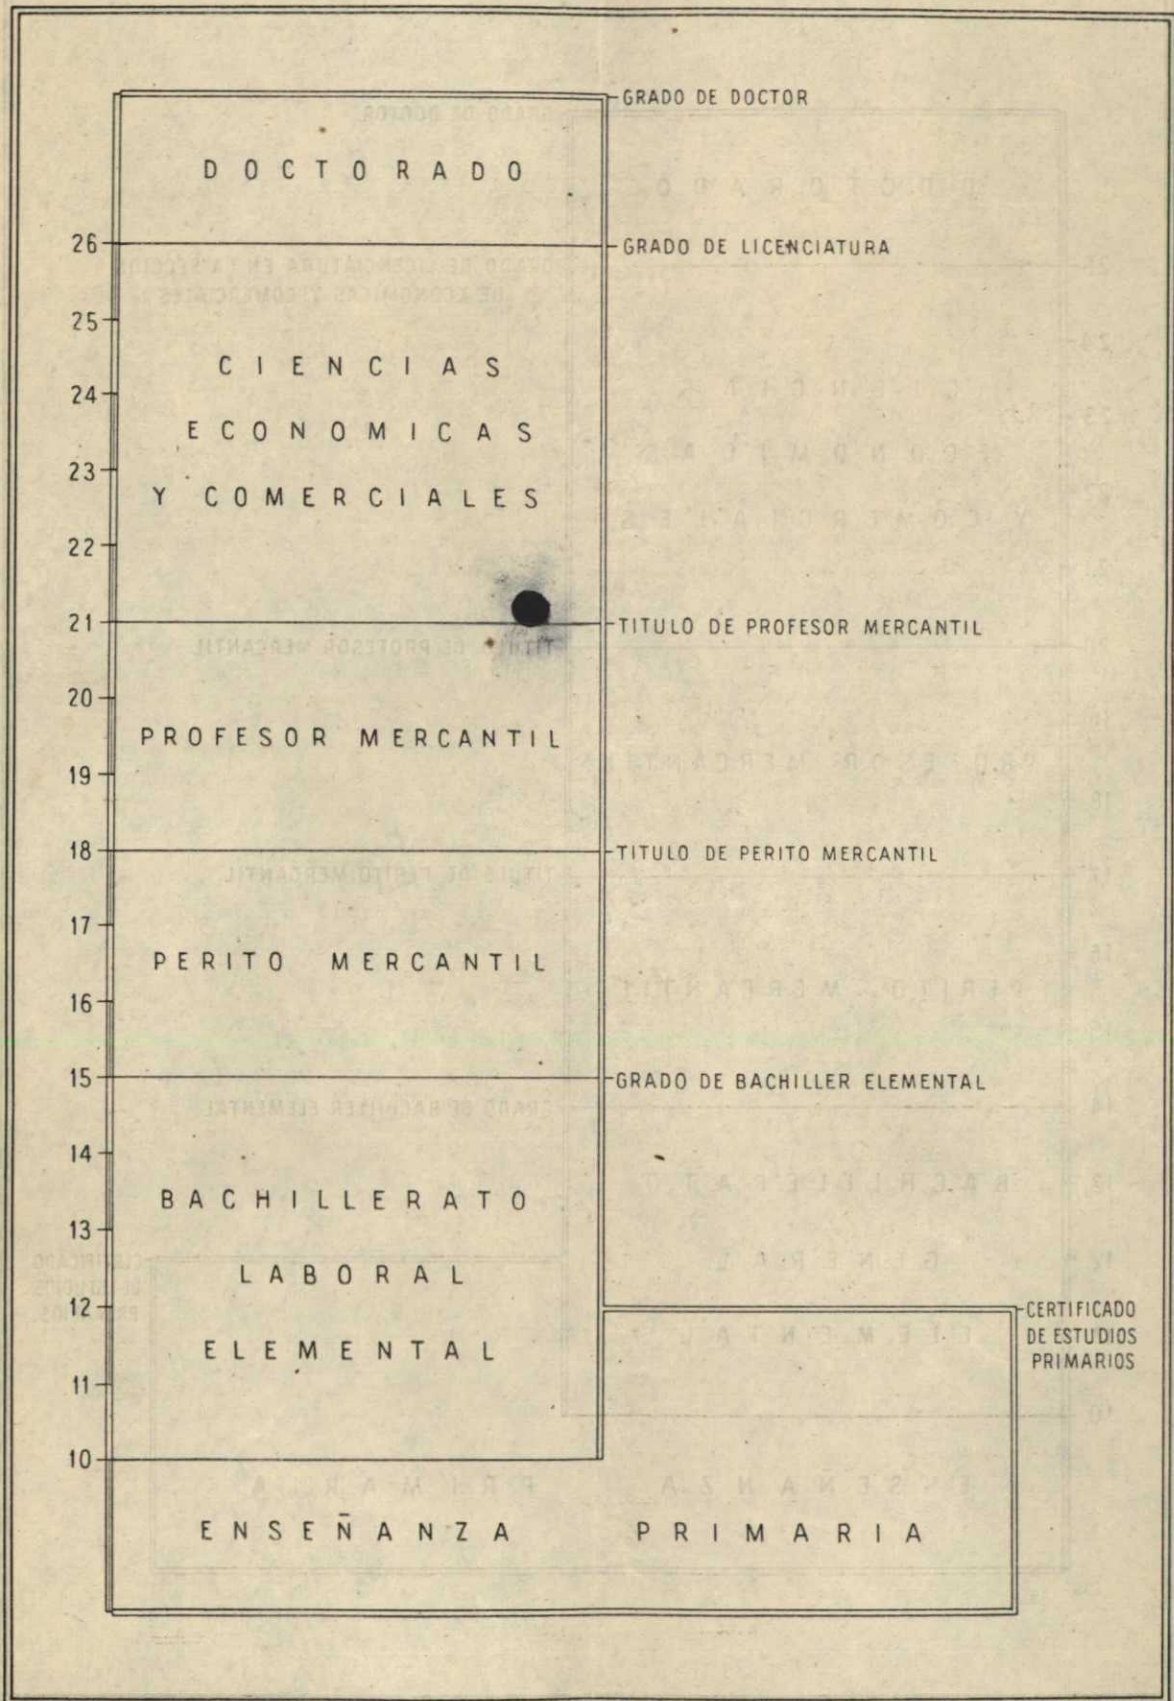 GRADO DE DOCTOR
DOCTORADO
26
GRADO DE LICENCIATURA
25
CIENCIAS
24
ECONOMICAS
23
Y COMERCIALES
22
21
TITULO DE PROFESOR MERCANTIL
20
PROFESOR MERCANTIL
19
18
TITULO DE PERITO MERCANTIL
17
PERITO MERCANTIL
16
15
GRADO DE BACHILLER ELEMENTAL
14
BACHILLERATO
13
LABORAL
12
CERTIFICADO
DE ESTUDIOS
PRIMARIOS
ELEMENTAL
11
10
ENSEÑANZA PRIMARIA